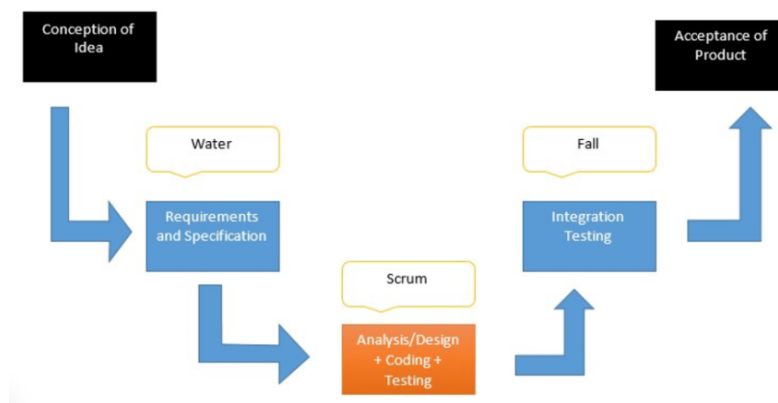 Conception of
Idea
Acceptance of
Product
Water
Fall
Requirements
and Specification
Integration
Testing
Scrum
Analysis/Design
+ Coding +
Testing